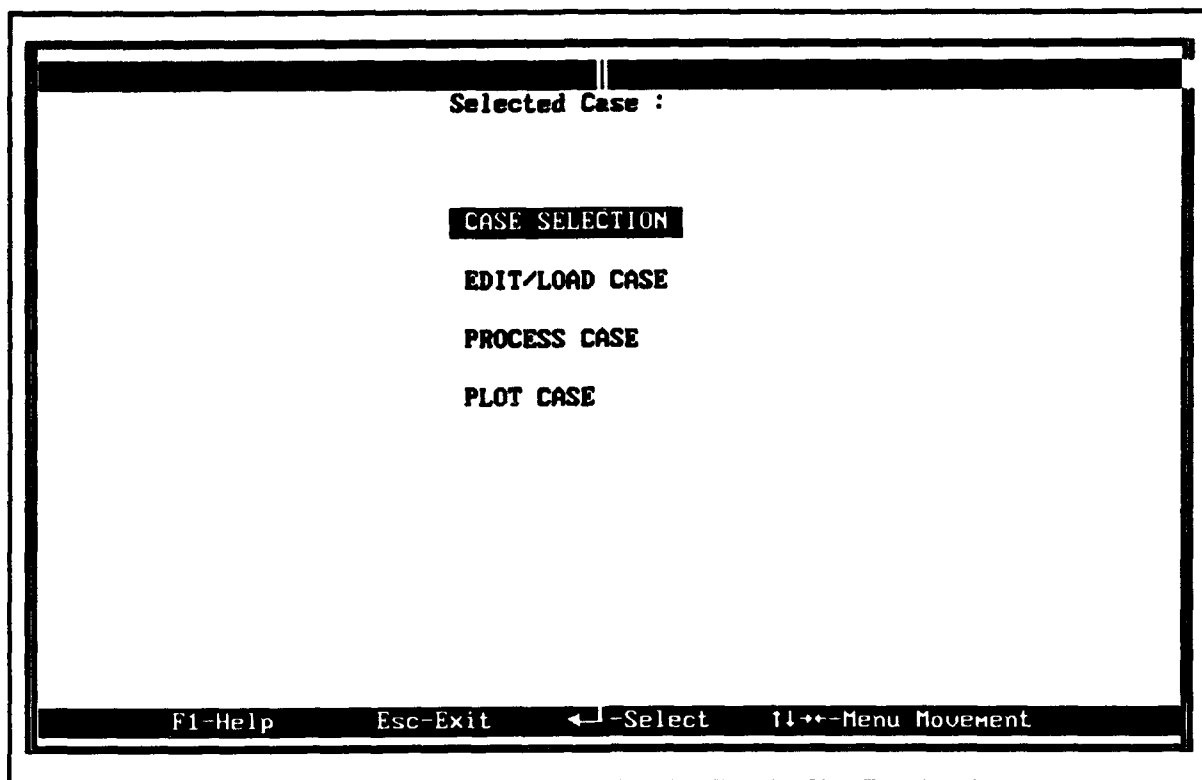 Selected Case :
CASE SELECTION
EDIT/LOAD CASE
PROCESS CASE
PLOT CASE
F1-Help Esc-Exit ↵-Select ↑↓→←-Menu Movement